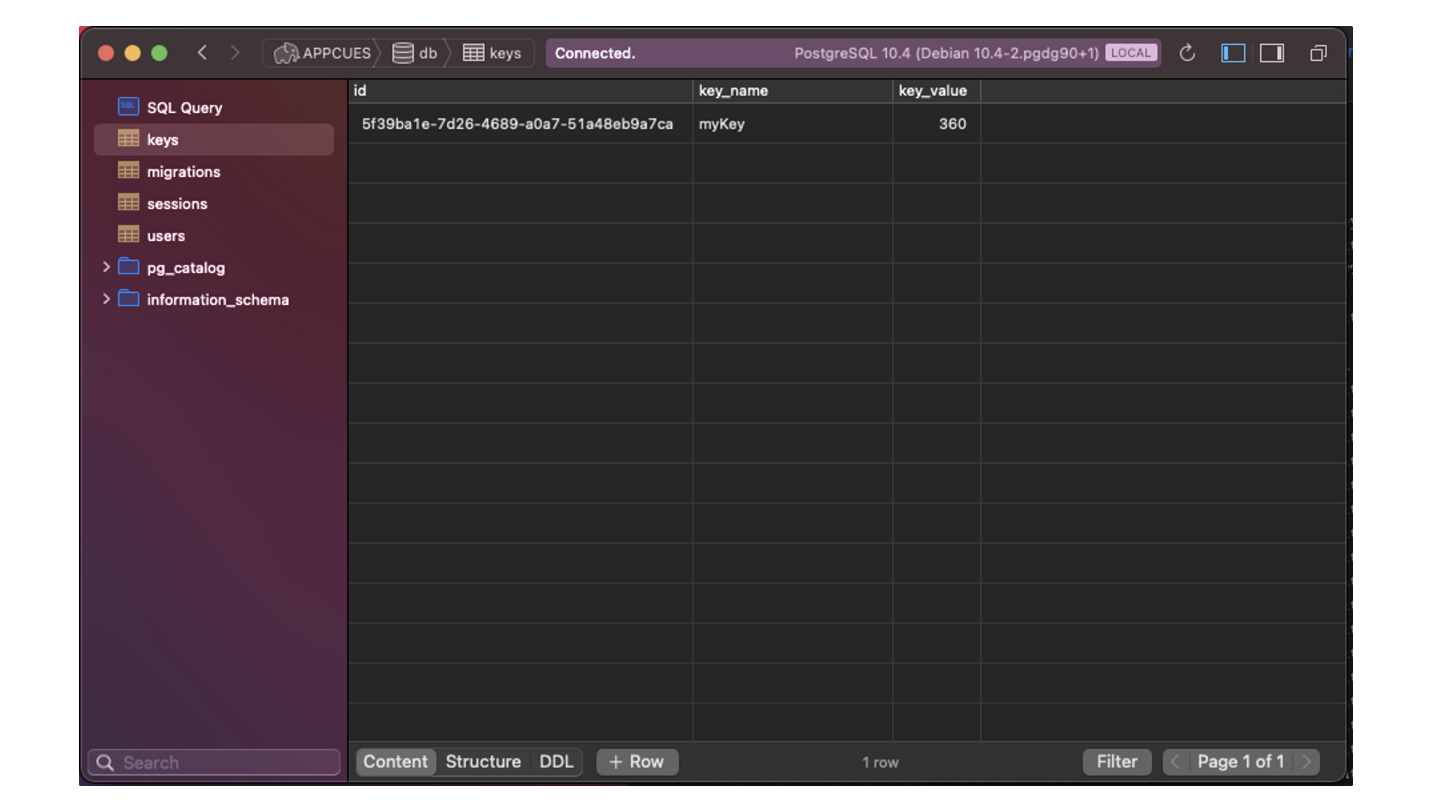 APPCUES db keys Connected. PostgreSQL 10.4 (Debian 10.4-2.pgdg90+1) LOCAL
SQL SQL Query
keys
migrations
sessions
users
pg_catalog
information_schema
Search
id key_name key_value
5f39ba1e-7d26-4689-a0a7-51a48eb9a7ca myKey 360
Content Structure DDL + Row 1 row Filter Page 1 of 1